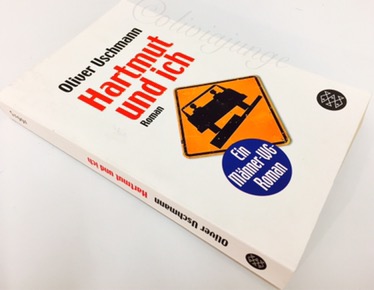 Oliver Uschmann
Hartmut
und ich
Roman
Ein
Männer-WG-
Roman
Oliver Uschmann
Hartmut und ich